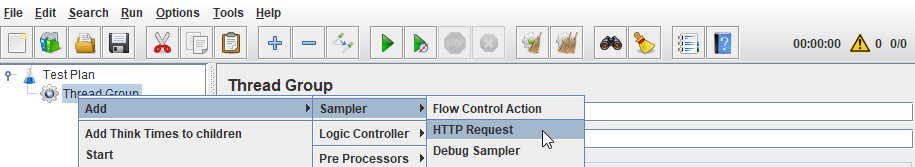 File Edit Search Run Options Tools Help
00:00:00 0 0/0
Test Plan
Thread Group
Thread Group
Add
Add Think Times to children
Start
Sampler
Logic Controller
Pre Processors
Flow Control Action
HTTP Request
Debug Sampler